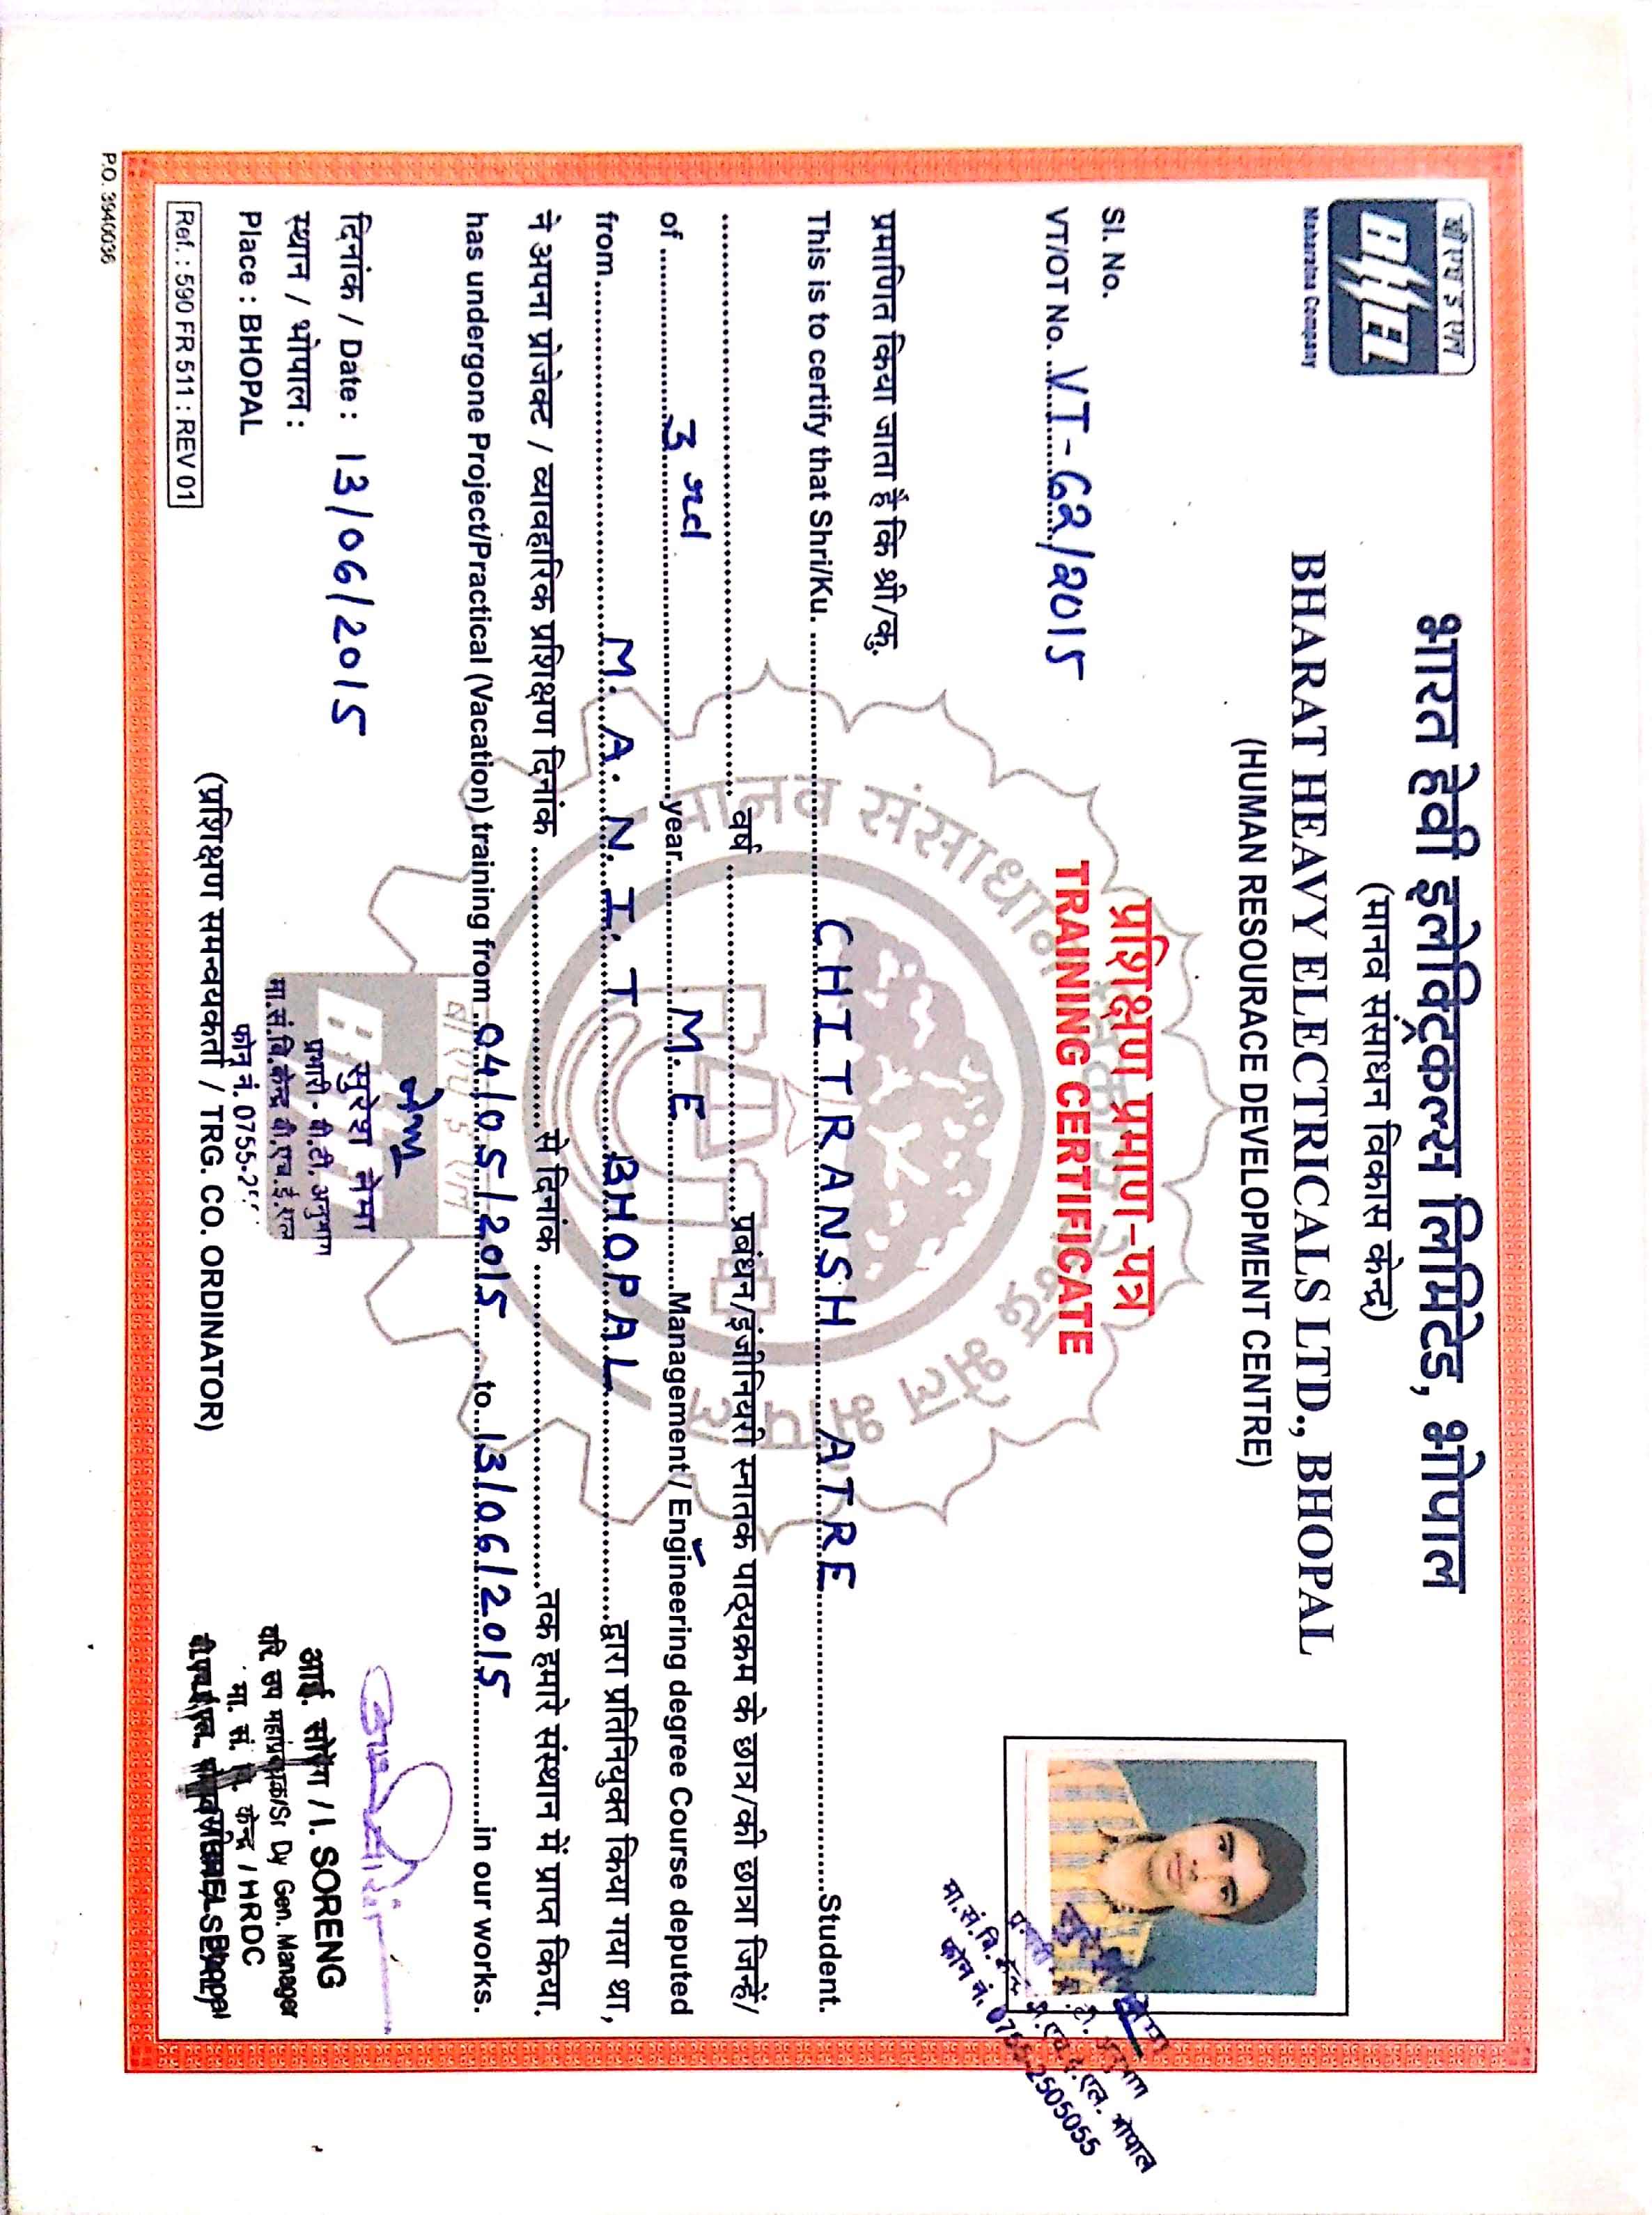 बी एच ई एल
BHEL
Maharatna Company
भारत हेवी इलेक्ट्रिकल्स लिमिटेड, भोपाल
(मानव संसाधन विकास केन्द्र)
BHARAT HEAVY ELECTRICALS LTD., BHOPAL
(HUMAN RESOURACE DEVELOPMENT CENTRE)
प्रशिक्षण प्रमाण-पत्र
TRAINING CERTIFICATE
Sl. No.
VT/OT No. VT-62/2015
मा.सं.वि.केन्द्र बी.एच.ई.एल. भोपाल
फोन नं. 0755-2505055
मानव संसाधान विकास केन्द्र भेल भोपाल
प्रमाणित किया जाता है कि श्री/कु.
This is to certify that Shri/Ku. CHITRANSH ATRE Student.
वर्ष प्रबंधन/इंजीनियरी स्नातक पाठ्यक्रम के छात्र/की छात्रा जिन्हें/
of 3rd year M.E Management / Engineering degree Course deputed
from M.A.N.I.T BHOPAL द्वारा प्रतिनियुक्त किया गया था,
ने अपना प्रोजेक्ट / व्यावहारिक प्रशिक्षण दिनांक से दिनांक तक हमारे संस्थान में प्राप्त किया.
has undergone Project/Practical (Vacation) training from 04/05/2015 to 13/06/2015 in our works.
बी एच ई एल
BHEL
नेमा
सुरेश नेमा
प्रभारी - वी.टी. अनुभाग
मा.सं.वि.केन्द्र बी.एच.ई.एल
फोन नं. 0755-2
(प्रशिक्षण समन्वयकर्ता / TRG. CO. ORDINATOR)
दिनांक / Date : 13/06/2015
स्थान / भोपाल :
Place : BHOPAL
आई. सोरेंग / I. SORENG
वरि. उप महाप्रबंधक/Sr Dy Gen. Manager
मा. सं. वि. केन्द्र / HRDC
बी.एच.ई.एल. BHEL Bhopal
Ref. : 590 FR 511 : REV 01
P.O. 3940036